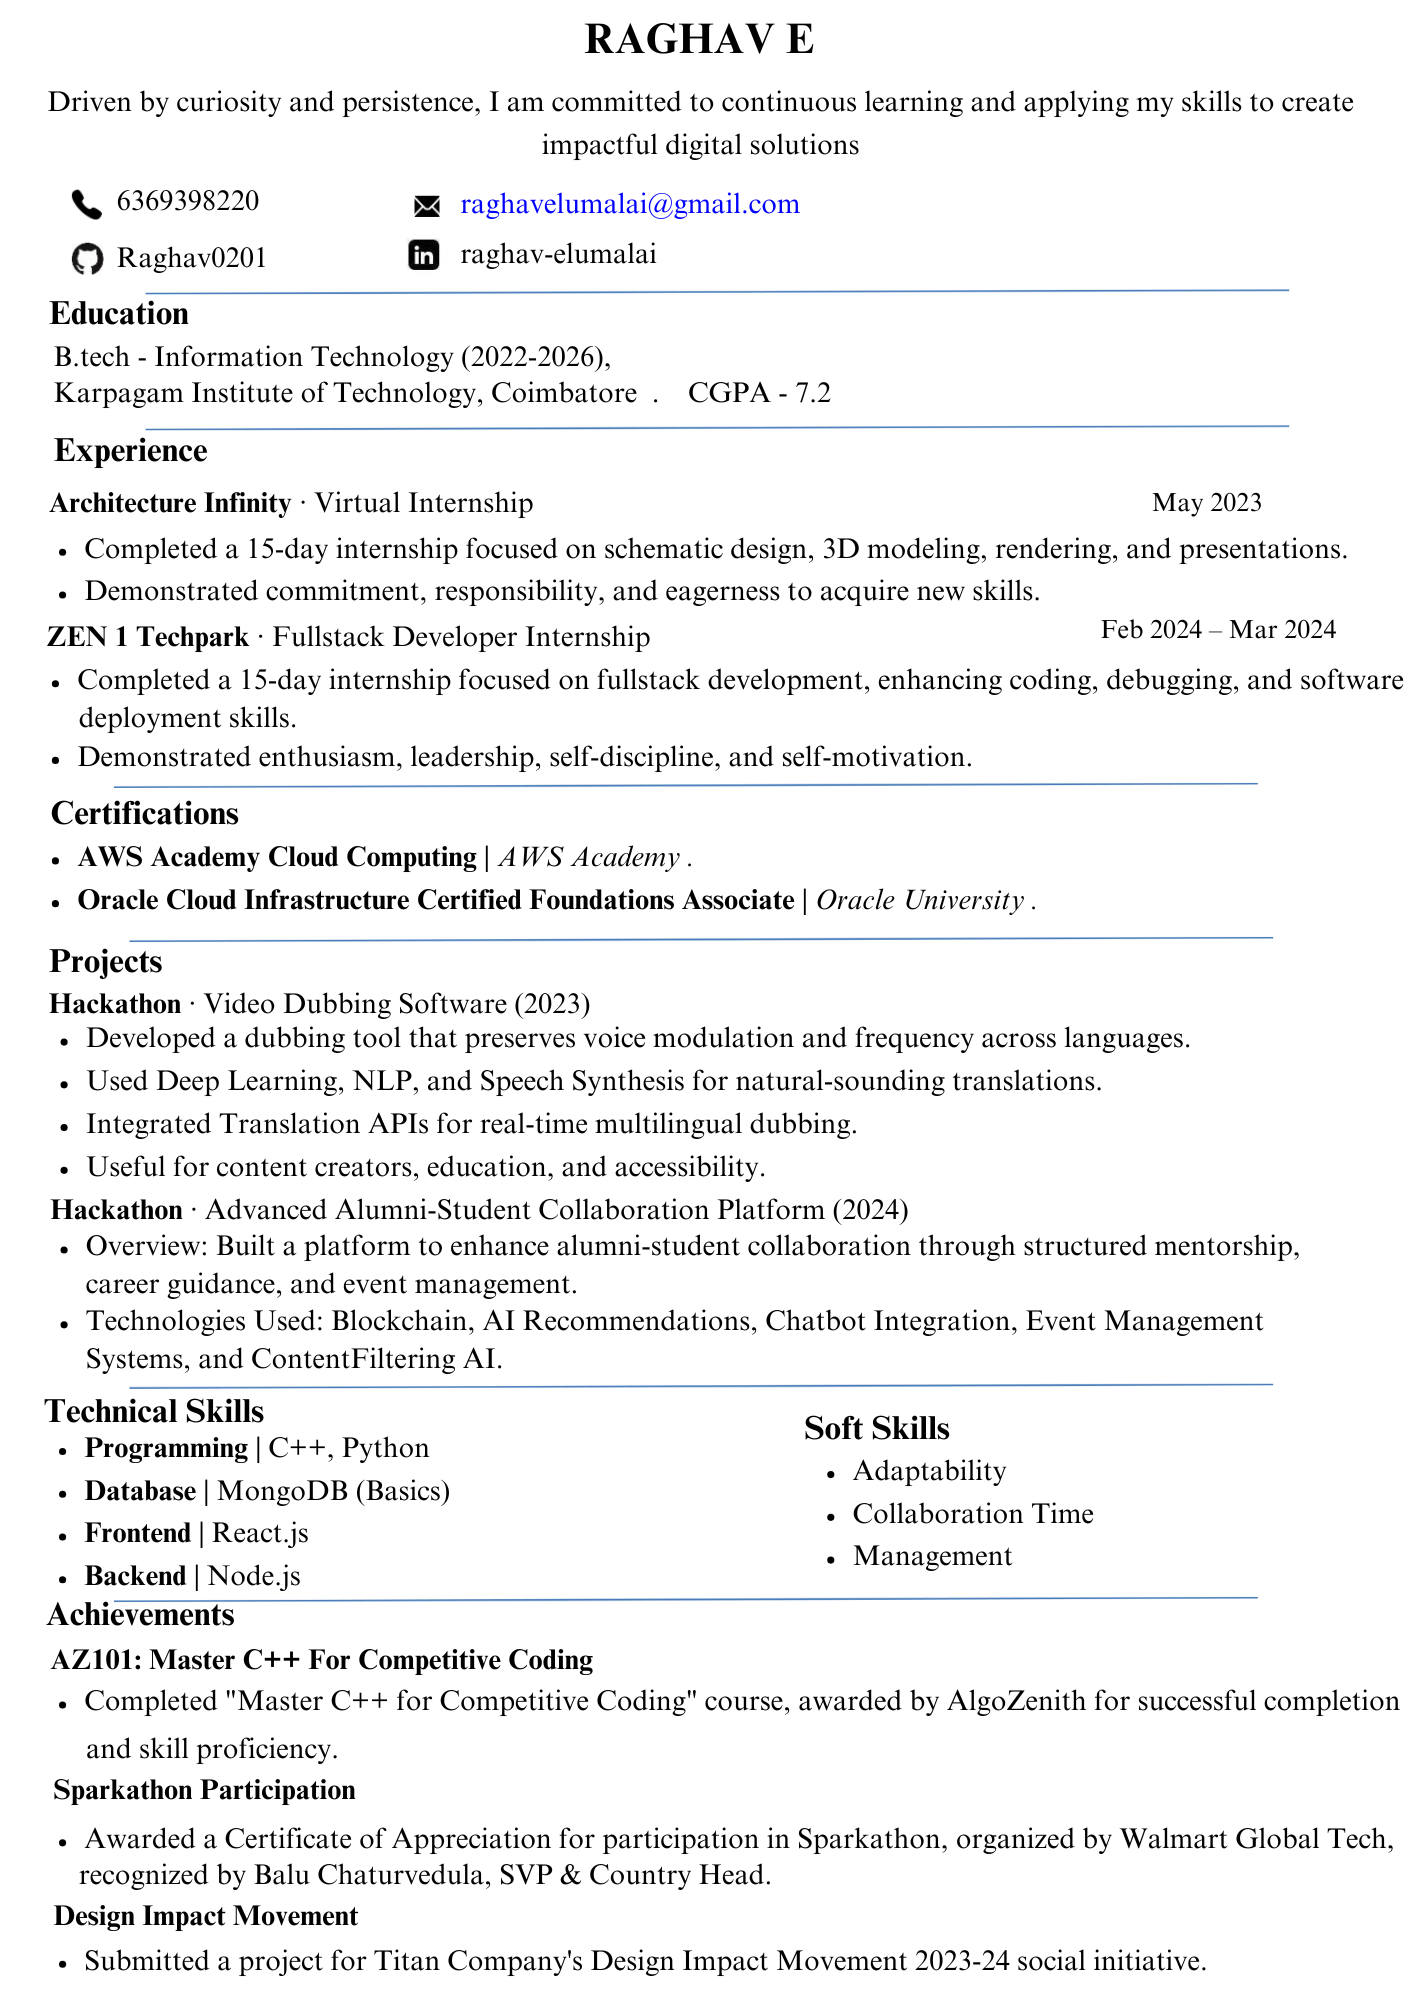 RAGHAV E
Driven by curiosity and persistence, I am committed to continuous learning and applying my skills to create
impactful digital solutions
6369398220
raghavelumalai@gmail.com
Raghav0201
in
raghav-elumalai
Education
B.tech - Information Technology (2022-2026),
Karpagam Institute of Technology, Coimbatore . CGPA - 7.2
Experience
Architecture Infinity · Virtual Internship
May 2023
• Completed a 15-day internship focused on schematic design, 3D modeling, rendering, and presentations.
• Demonstrated commitment, responsibility, and eagerness to acquire new skills.
ZEN 1 Techpark · Fullstack Developer Internship
Feb 2024 – Mar 2024
• Completed a 15-day internship focused on fullstack development, enhancing coding, debugging, and software
deployment skills.
• Demonstrated enthusiasm, leadership, self-discipline, and self-motivation.
Certifications
• AWS Academy Cloud Computing | AWS Academy .
• Oracle Cloud Infrastructure Certified Foundations Associate | Oracle University .
Projects
Hackathon · Video Dubbing Software (2023)
• Developed a dubbing tool that preserves voice modulation and frequency across languages.
• Used Deep Learning, NLP, and Speech Synthesis for natural-sounding translations.
• Integrated Translation APIs for real-time multilingual dubbing.
• Useful for content creators, education, and accessibility.
Hackathon · Advanced Alumni-Student Collaboration Platform (2024)
• Overview: Built a platform to enhance alumni-student collaboration through structured mentorship,
career guidance, and event management.
• Technologies Used: Blockchain, AI Recommendations, Chatbot Integration, Event Management
Systems, and ContentFiltering AI.
Technical Skills
• Programming | C++, Python
• Database | MongoDB (Basics)
• Frontend | React.js
• Backend | Node.js
Soft Skills
• Adaptability
• Collaboration Time
• Management
Achievements
AZ101: Master C++ For Competitive Coding
• Completed "Master C++ for Competitive Coding" course, awarded by AlgoZenith for successful completion
and skill proficiency.
Sparkathon Participation
• Awarded a Certificate of Appreciation for participation in Sparkathon, organized by Walmart Global Tech,
recognized by Balu Chaturvedula, SVP & Country Head.
Design Impact Movement
• Submitted a project for Titan Company's Design Impact Movement 2023-24 social initiative.